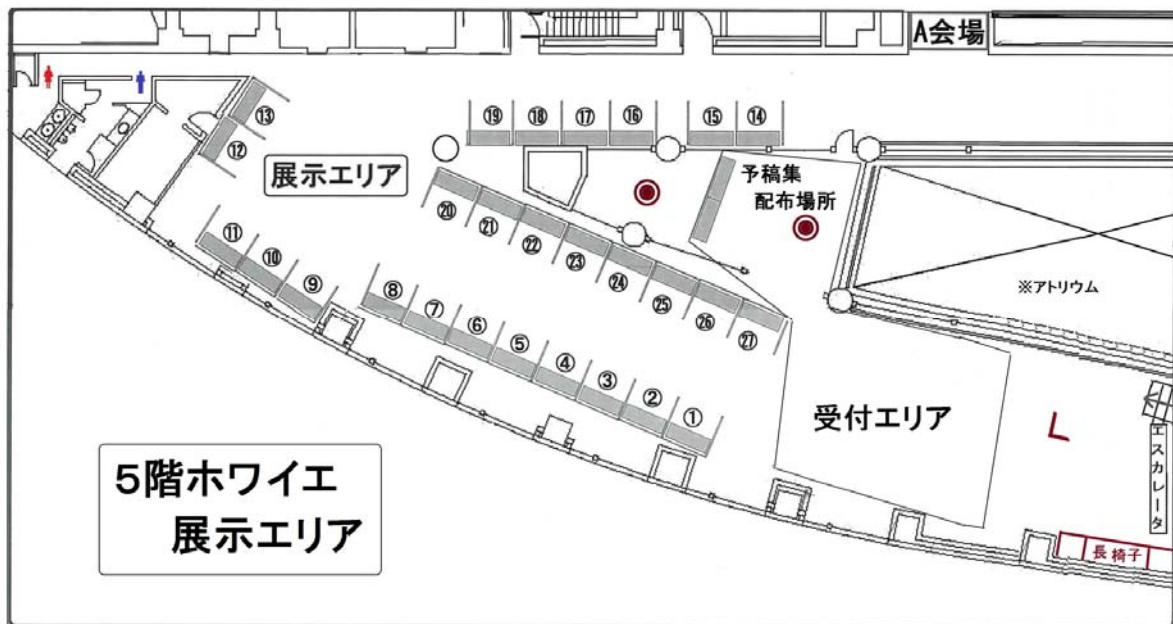 A会場
⑲ ⑱ ⑰ ⑯ ⑮ ⑭
⑬
⑫
展示エリア
予稿集
配布場所
⑳ ㉑ ㉒ ㉓ ㉔ ㉕ ㉖ ㉗
⑪ ⑩ ⑨ ⑧ ⑦ ⑥ ⑤ ④ ③ ② ①
※アトリウム
受付エリア
エスカレータ
長椅子
5階ホワイエ
展示エリア